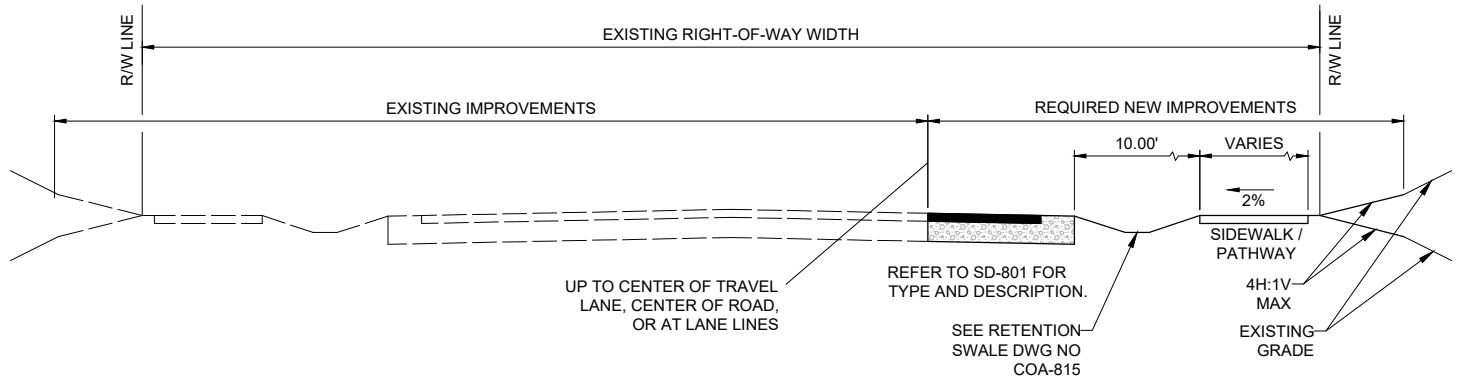 R/W LINE
EXISTING RIGHT-OF-WAY WIDTH
R/W LINE
EXISTING IMPROVEMENTS
REQUIRED NEW IMPROVEMENTS
10.00'
VARIES
2%
SIDEWALK /
PATHWAY
UP TO CENTER OF TRAVEL
LANE, CENTER OF ROAD,
OR AT LANE LINES
REFER TO SD-801 FOR
TYPE AND DESCRIPTION.
SEE RETENTION
SWALE DWG NO
COA-815
4H:1V
MAX
EXISTING
GRADE